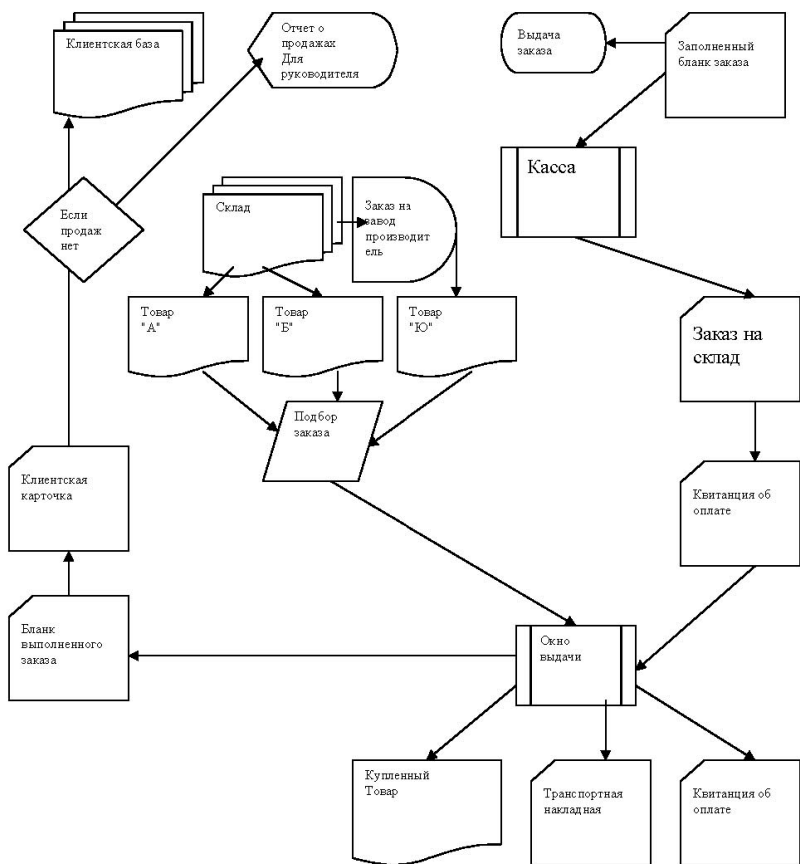 Клиентская база
Отчет о
продажах
Для
руководителя
Выдача
заказа
Заполненный
бланк заказа
Касса
Если
продаж
нет
Склад
Заказ на
завод
производит
ель
Товар
"А"
Товар
"Б"
Товар
"Ю"
Заказ на
склад
Подбор
заказа
Клиентская
карточка
Квитанция об
оплате
Бланк
выполненного
заказа
Окно
выдачи
Купленный
Товар
Транспортная
накладная
Квитанция об
оплате